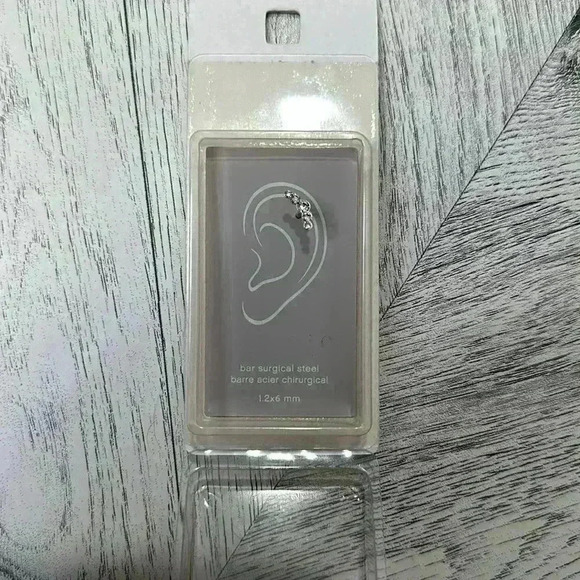 bar surgical steel
barre acier chirurgical
1.2x6 mm